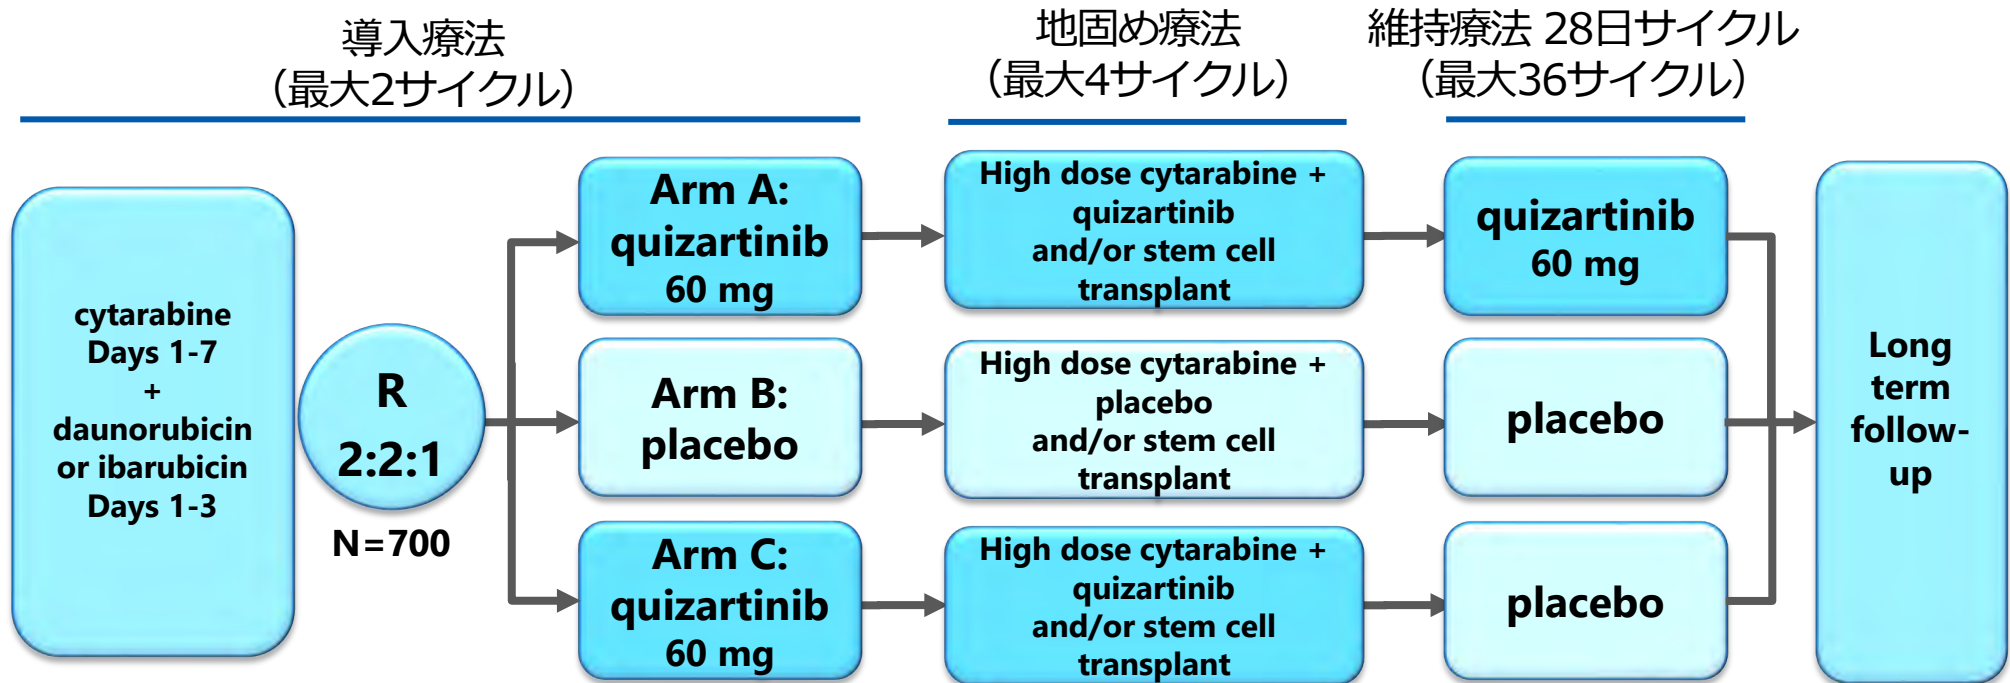 導入療法
（最大2サイクル）
地固め療法
（最大4サイクル）
維持療法 28日サイクル
（最大36サイクル）
cytarabine
Days 1-7
+
daunorubicin
or ibarubicin
Days 1-3
R
2:2:1
N=700
Arm A:
quizartinib
60 mg
High dose cytarabine +
quizartinib
and/or stem cell
transplant
quizartinib
60 mg
Arm B:
placebo
High dose cytarabine +
placebo
and/or stem cell
transplant
placebo
Arm C:
quizartinib
60 mg
High dose cytarabine +
quizartinib
and/or stem cell
transplant
placebo
Long
term
follow-
up